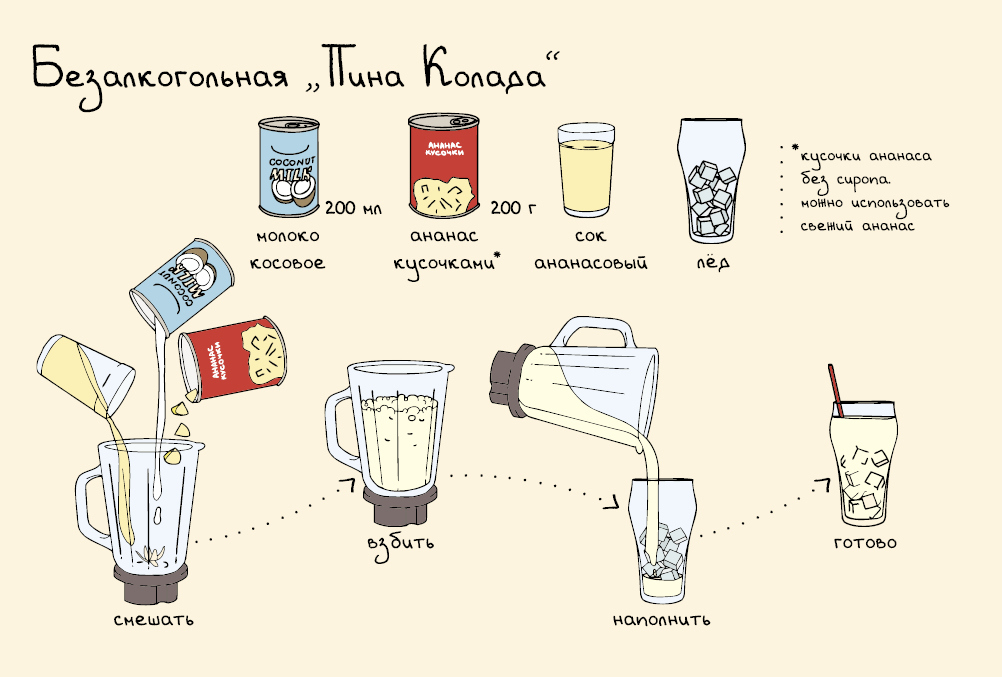 Безалкогольная „Пина Колада“
COCONUT
MILK
200 мл
молоко
косовое
АНАНАС
КУСОЧКИ
200 г
ананас
кусочками*
сок
ананасовый
лёд
*кусочки ананаса
без сиропа.
можно использовать
свежий ананас
COCONUT
MILK
АНАНАС
КУСОЧКИ
смешать
взбить
наполнить
готово